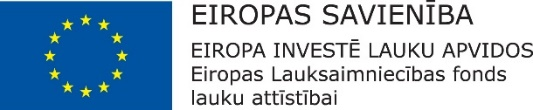 EIROPAS SAVIENĪBA
EIROPA INVESTĒ LAUKU APVIDOS
Eiropas Lauksaimniecības fonds
lauku attīstībai